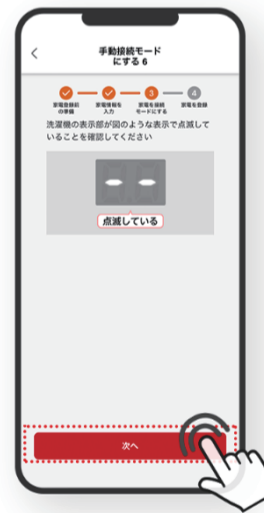 手動接続モード
にする 6
3
4
家電登録前
の準備
家電情報を
入力
家電を接続
モードにする
家電を登録
洗濯機の表示部が図のような表示で点滅して
いることを確認してください
点滅している
次へ